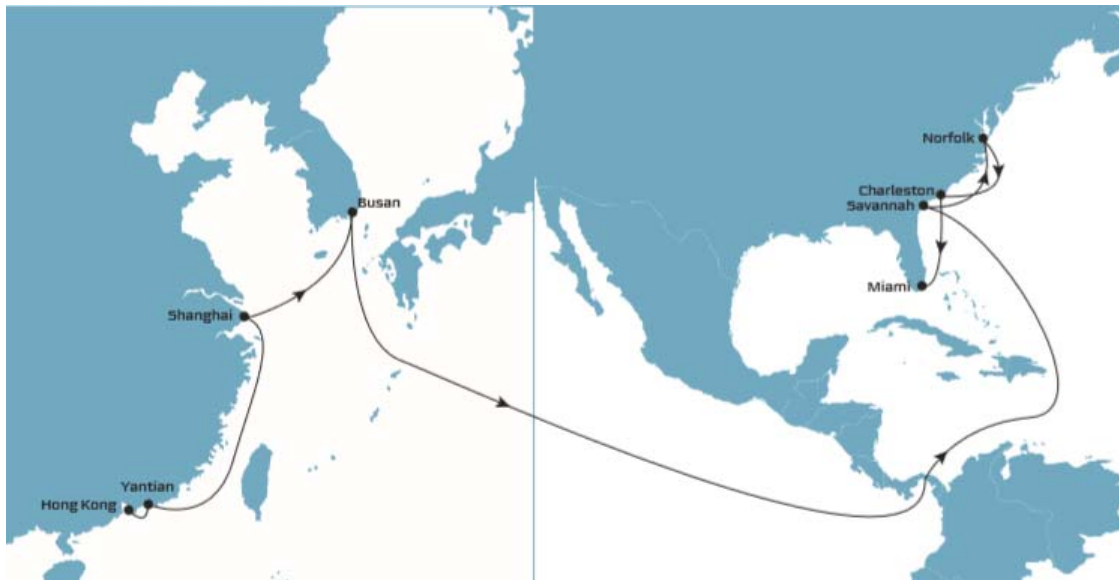 Busan
Shanghai
Yantian
Hong Kong
Norfolk
Charleston
Savannah
Miami